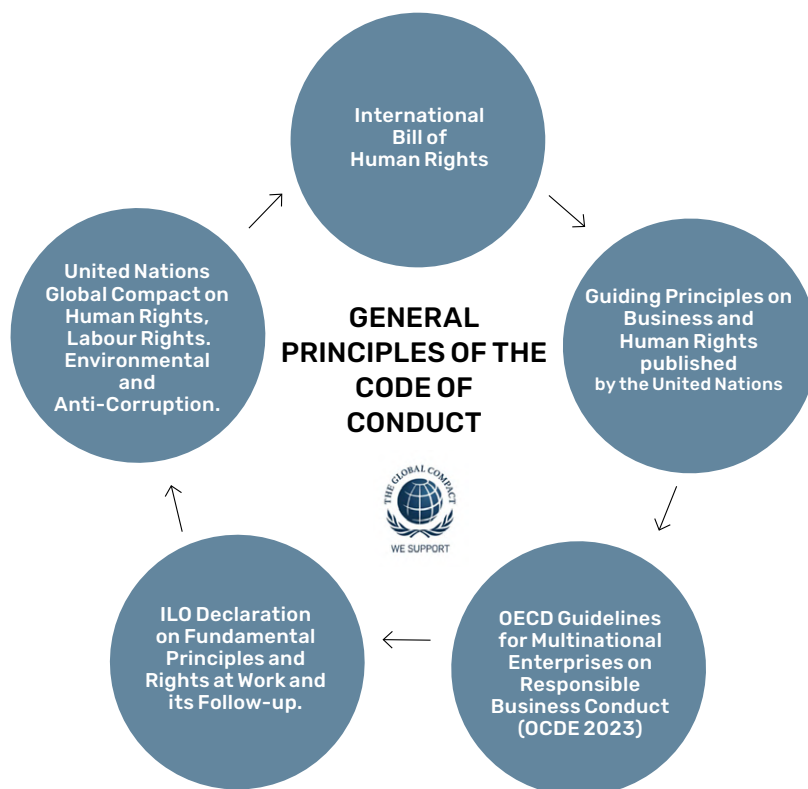 International
Bill of
Human Rights
Guiding Principles on
Business and
Human Rights
published
by the United Nations
OECD Guidelines
for Multinational
Enterprises on
Responsible
Business Conduct
(OCDE 2023)
ILO Declaration
on Fundamental
Principles and
Rights at Work and
its Follow-up.
United Nations
Global Compact on
Human Rights,
Labour Rights.
Environmental
and
Anti-Corruption.
GENERAL
PRINCIPLES OF THE
CODE OF
CONDUCT
THE GLOBAL COMPACT
WE SUPPORT